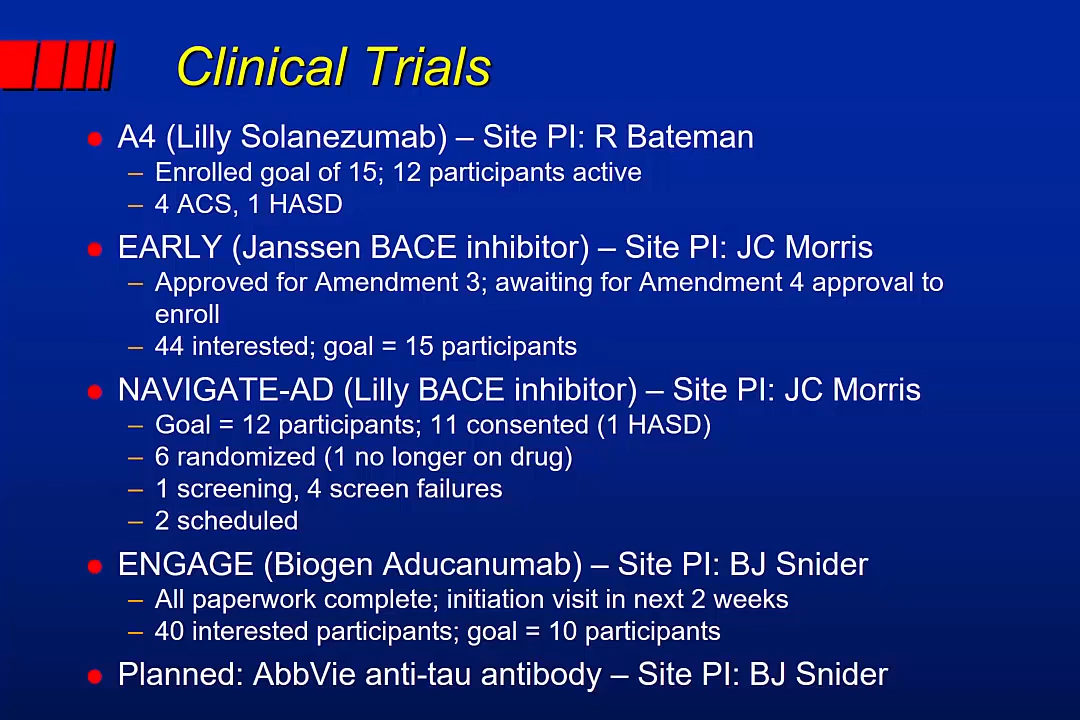 Clinical Trials
A4 (Lilly Solanezumab) – Site PI: R Bateman
– Enrolled goal of 15; 12 participants active
– 4 ACS, 1 HASD
EARLY (Janssen BACE inhibitor) – Site PI: JC Morris
– Approved for Amendment 3; awaiting for Amendment 4 approval to
enroll
– 44 interested; goal = 15 participants
NAVIGATE-AD (Lilly BACE inhibitor) – Site PI: JC Morris
– Goal = 12 participants; 11 consented (1 HASD)
– 6 randomized (1 no longer on drug)
– 1 screening, 4 screen failures
– 2 scheduled
ENGAGE (Biogen Aducanumab) – Site PI: BJ Snider
– All paperwork complete; initiation visit in next 2 weeks
– 40 interested participants; goal = 10 participants
Planned: AbbVie anti-tau antibody – Site PI: BJ Snider